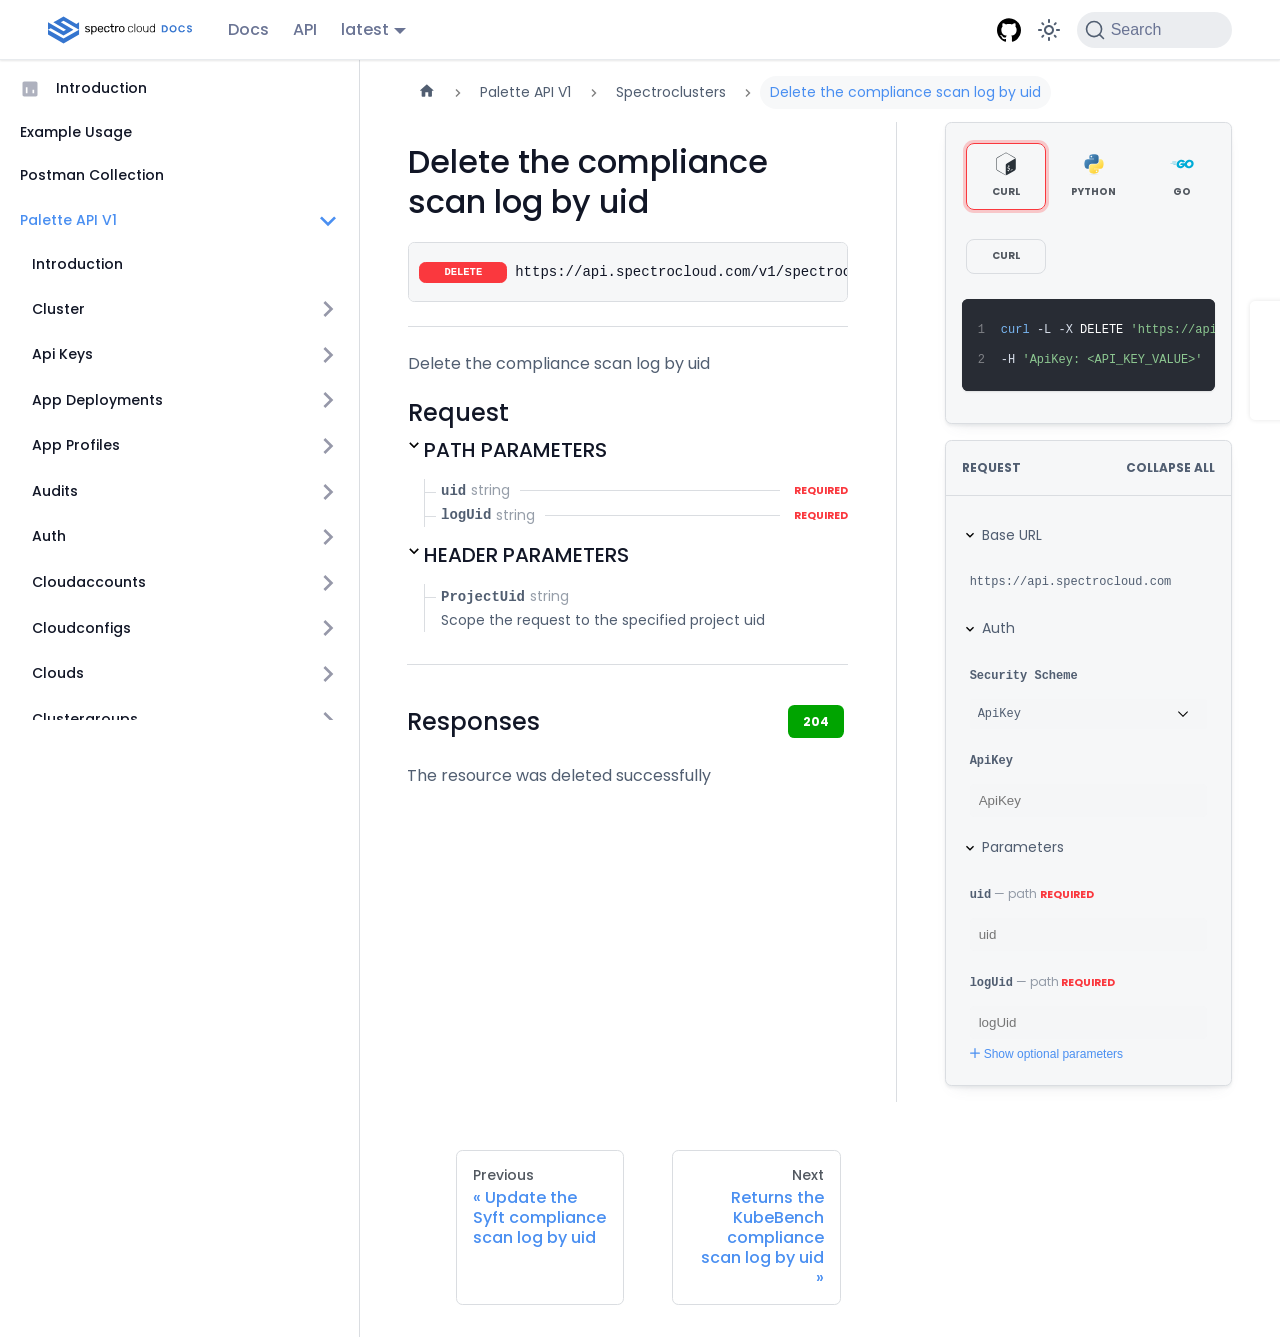 spectro cloud DOCS
Docs
API
latest
Search
Introduction
Example Usage
Postman Collection
Palette API V1
Introduction
Cluster
Api Keys
App Deployments
App Profiles
Audits
Auth
Cloudaccounts
Cloudconfigs
Clouds
Clustergroups
Palette API V1
Spectroclusters
Delete the compliance scan log by uid
Delete the compliance
scan log by uid
DELETE https://api.spectrocloud.com/v1/spectroc
Delete the compliance scan log by uid
Request
PATH PARAMETERS
uid string REQUIRED
logUid string REQUIRED
HEADER PARAMETERS
ProjectUid string
Scope the request to the specified project uid
Responses
204
The resource was deleted successfully
CURL
PYTHON
GO
CURL
1 curl -L -X DELETE 'https://api
2 -H 'ApiKey: <API_KEY_VALUE>'
REQUEST
COLLAPSE ALL
Base URL
https://api.spectrocloud.com
Auth
Security Scheme
ApiKey
ApiKey
ApiKey
Parameters
uid — path REQUIRED
uid
logUid — path REQUIRED
logUid
Show optional parameters
Previous
« Update the
Syft compliance
scan log by uid
Next
Returns the
KubeBench
compliance
scan log by uid
»